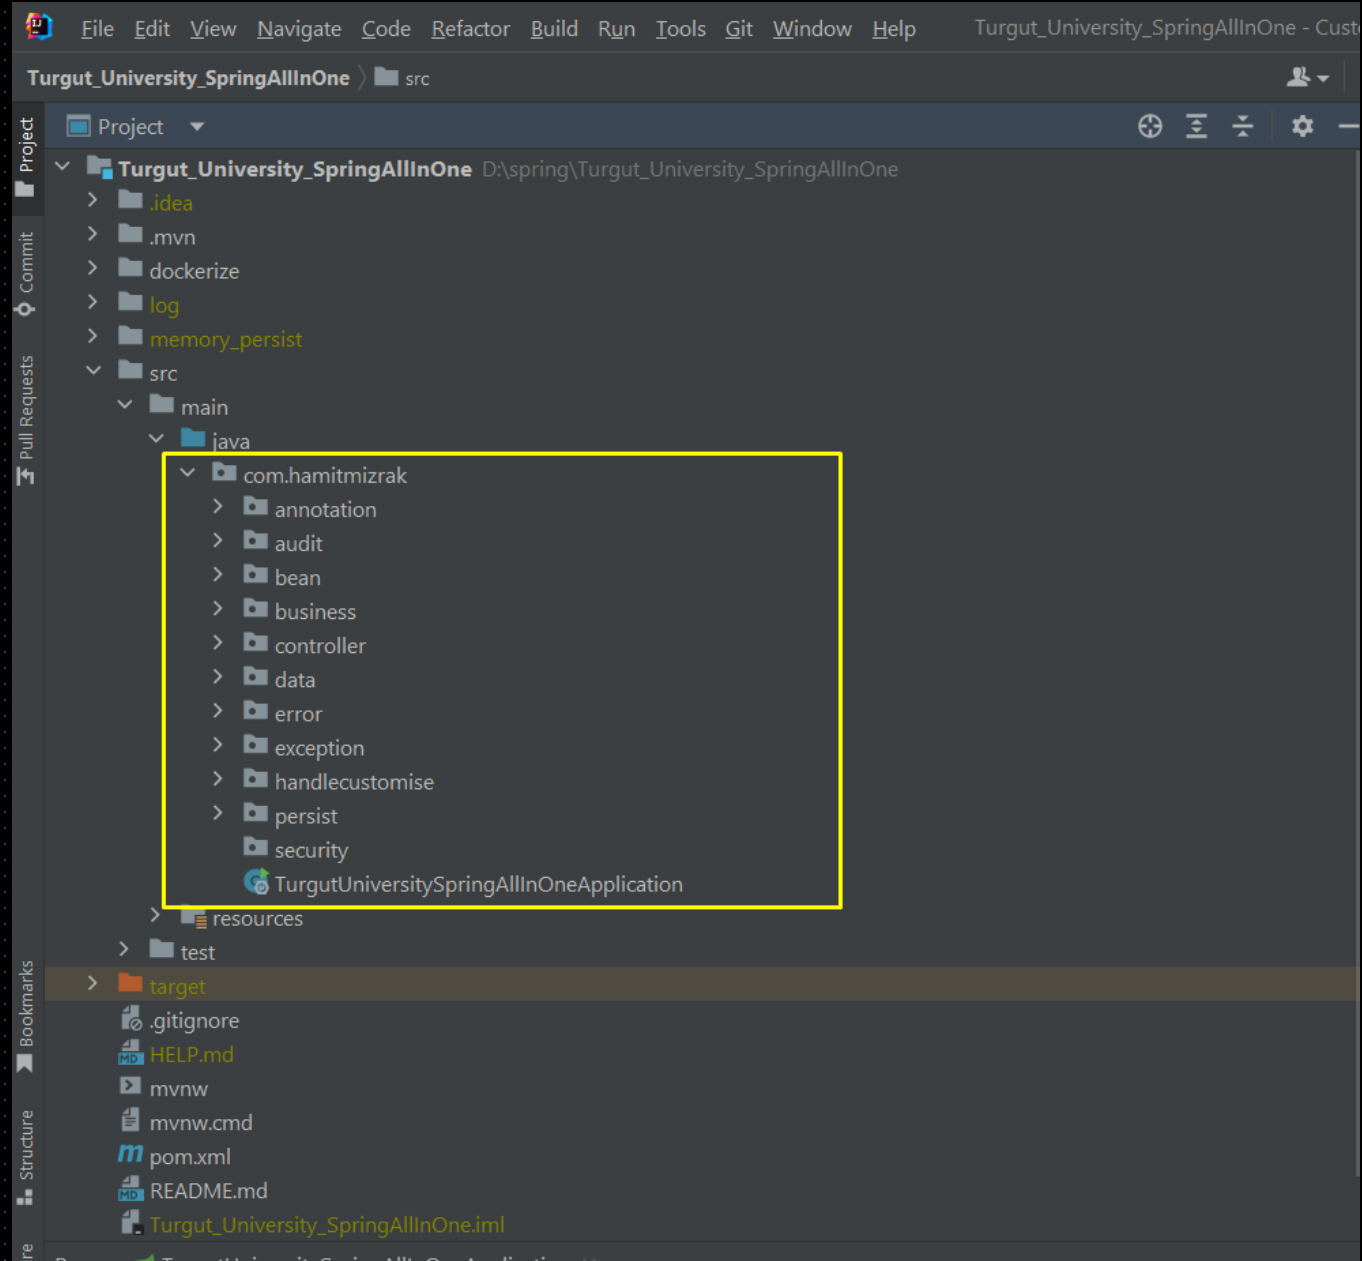 File Edit View Navigate Code Refactor Build Run Tools Git Window Help Turgut_University_SpringAllInOne - Custo
Turgut_University_SpringAllInOne src
Project
Project
Turgut_University_SpringAllInOne D:\spring\Turgut_University_SpringAllInOne
.idea
.mvn
Commit
dockerize
log
memory_persist
Pull Requests
src
main
java
com.hamitmizrak
annotation
audit
bean
business
controller
data
error
exception
handlecustomise
persist
security
TurgutUniversitySpringAllInOneApplication
resources
test
Bookmarks
target
.gitignore
HELP.md
mvnw
mvnw.cmd
Structure
pom.xml
README.md
Turgut_University_SpringAllInOne.iml